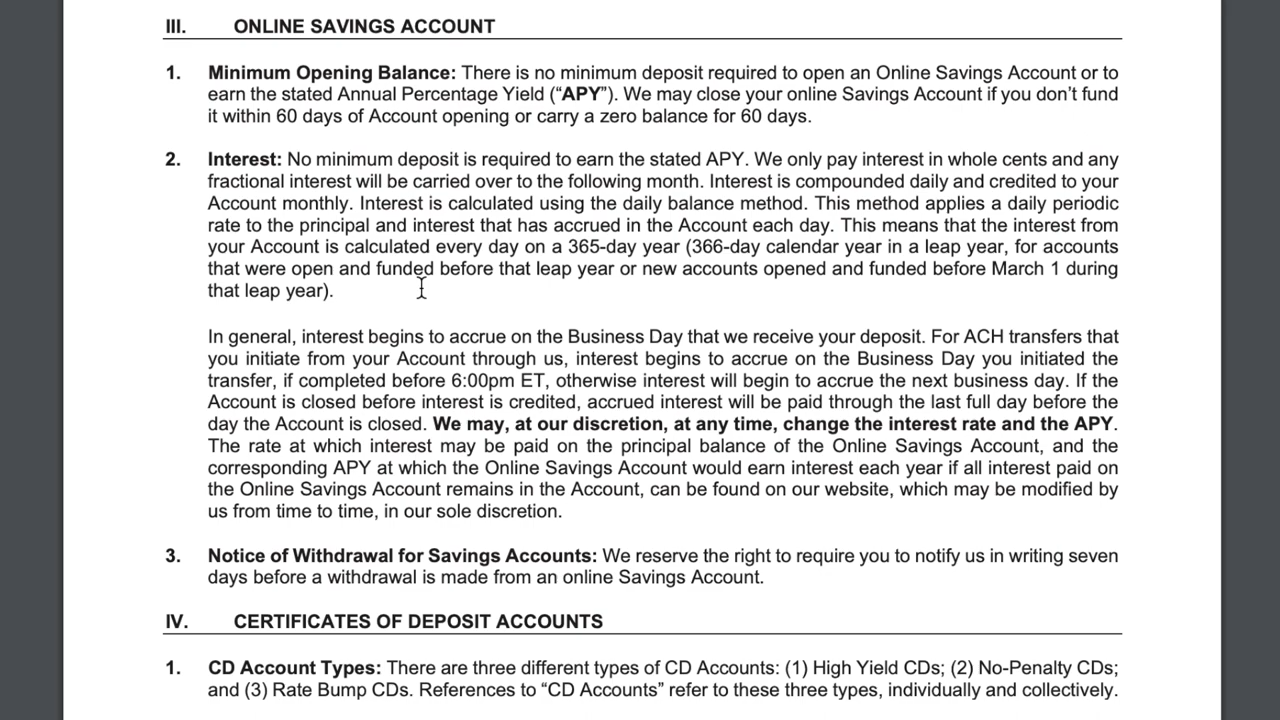 III. ONLINE SAVINGS ACCOUNT
1. Minimum Opening Balance: There is no minimum deposit required to open an Online Savings Account or to
earn the stated Annual Percentage Yield (“APY”). We may close your online Savings Account if you don’t fund
it within 60 days of Account opening or carry a zero balance for 60 days.
2. Interest: No minimum deposit is required to earn the stated APY. We only pay interest in whole cents and any
fractional interest will be carried over to the following month. Interest is compounded daily and credited to your
Account monthly. Interest is calculated using the daily balance method. This method applies a daily periodic
rate to the principal and interest that has accrued in the Account each day. This means that the interest from
your Account is calculated every day on a 365-day year (366-day calendar year in a leap year, for accounts
that were open and funded before that leap year or new accounts opened and funded before March 1 during
that leap year).
In general, interest begins to accrue on the Business Day that we receive your deposit. For ACH transfers that
you initiate from your Account through us, interest begins to accrue on the Business Day you initiated the
transfer, if completed before 6:00pm ET, otherwise interest will begin to accrue the next business day. If the
Account is closed before interest is credited, accrued interest will be paid through the last full day before the
day the Account is closed. We may, at our discretion, at any time, change the interest rate and the APY.
The rate at which interest may be paid on the principal balance of the Online Savings Account, and the
corresponding APY at which the Online Savings Account would earn interest each year if all interest paid on
the Online Savings Account remains in the Account, can be found on our website, which may be modified by
us from time to time, in our sole discretion.
3. Notice of Withdrawal for Savings Accounts: We reserve the right to require you to notify us in writing seven
days before a withdrawal is made from an online Savings Account.
IV. CERTIFICATES OF DEPOSIT ACCOUNTS
1. CD Account Types: There are three different types of CD Accounts: (1) High Yield CDs; (2) No-Penalty CDs;
and (3) Rate Bump CDs. References to “CD Accounts” refer to these three types, individually and collectively.